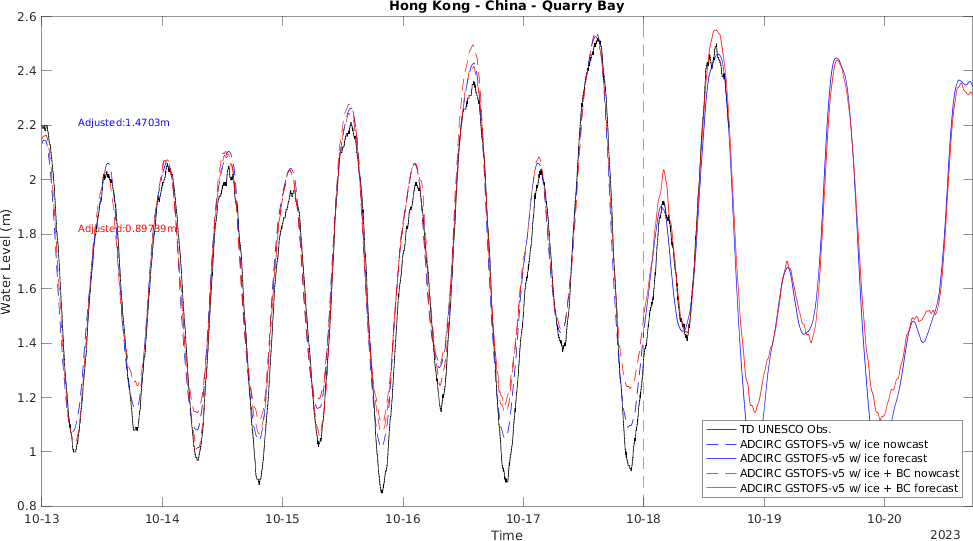 Hong Kong - China - Quarry Bay
2.6
2.4
2.2
2
1.8
1.6
1.4
1.2
1
0.8
Water Level (m)
Adjusted:1.4703m
Adjusted:0.89739m
TD UNESCO Obs.
ADCIRC GSTOFS-v5 w/ ice nowcast
ADCIRC GSTOFS-v5 w/ ice forecast
ADCIRC GSTOFS-v5 w/ ice + BC nowcast
ADCIRC GSTOFS-v5 w/ ice + BC forecast
10-13 10-14 10-15 10-16 10-17 10-18 10-19 10-20
Time
2023